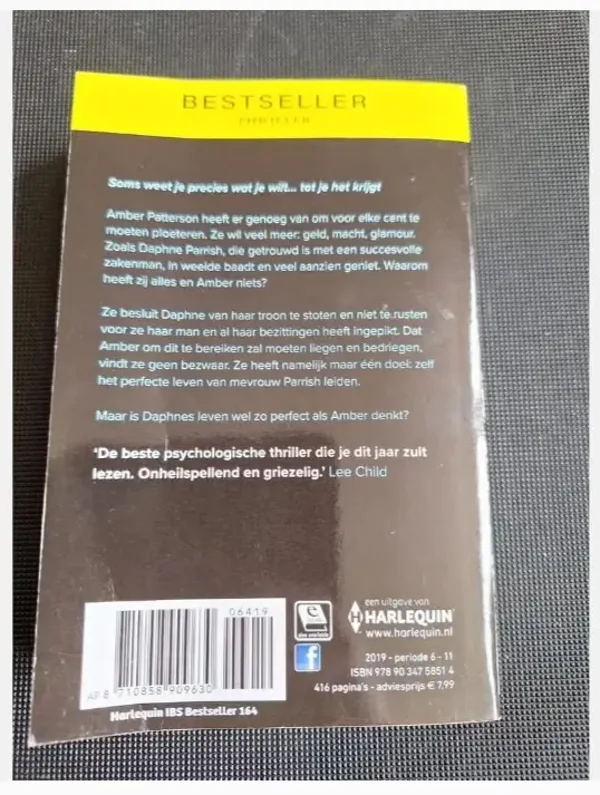 BESTSELLER
THRILLER
Soms weet je precies wat je wilt... tot je het krijgt
Amber Patterson heeft er genoeg van om voor elke cent te
moeten ploeteren. Ze wil veel meer: geld, macht, glamour.
Zoals Daphne Parrish, die getrouwd is met een succesvolle
zakenman, in weelde baadt en veel aanzien geniet. Waarom
heeft zij alles en Amber niets?
Ze besluit Daphne van haar troon te stoten en niet te rusten
voor ze haar man en al haar bezittingen heeft ingepikt. Dat
Amber om dit te bereiken zal moeten liegen en bedriegen,
vindt ze geen bezwaar. Ze heeft namelijk maar één doel: zelf
het perfecte leven van mevrouw Parrish leiden.
Maar is Daphnes leven wel zo perfect als Amber denkt?
'De beste psychologische thriller die je dit jaar zult
lezen. Onheilspellend en griezelig.' Lee Child
06419
AP 8 710858 909630
Harlequin IBS Bestseller 164
e
f
een uitgave van
HARLEQUIN
www.harlequin.nl
2019 - periode 6 - 11
ISBN 978 90 347 5851 4
416 pagina's - adviesprijs € 7,99